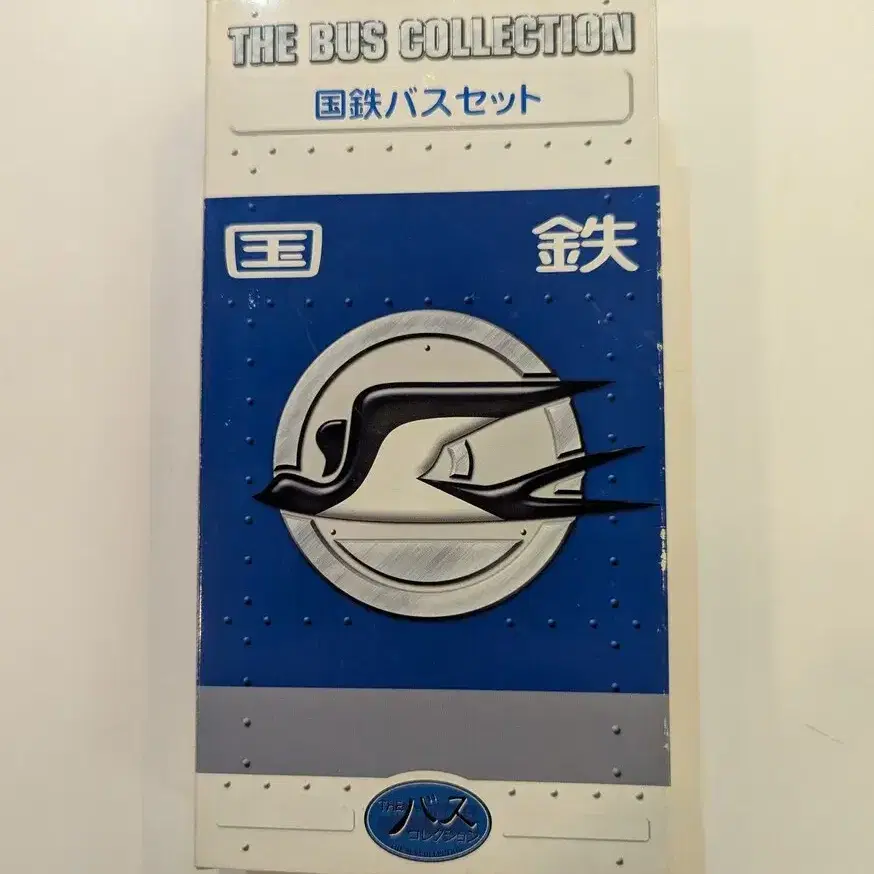 THE BUS COLLECTION
国鉄バスセット
国 鉄
THE
バス
コレクション